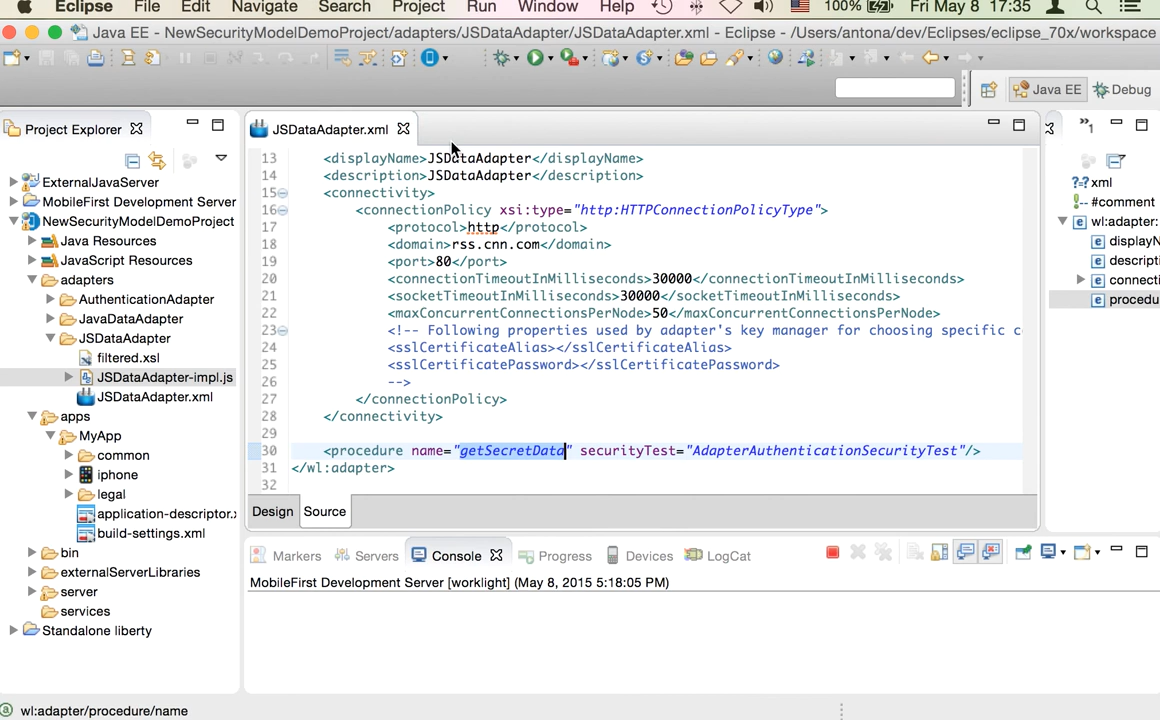 Eclipse File Edit Navigate Search Project Run Window Help 100% Fri May 8 17:35
Java EE - NewSecurityModelDemoProject/adapters/JSDataAdapter/JSDataAdapter.xml - Eclipse - /Users/antona/dev/Eclipses/eclipse_70x/workspace
Java EE Debug
Project Explorer
ExternalJavaServer
MobileFirst Development Server
NewSecurityModelDemoProject
Java Resources
JavaScript Resources
adapters
AuthenticationAdapter
JavaDataAdapter
JSDataAdapter
filtered.xsl
JSDataAdapter-impl.js
JSDataAdapter.xml
apps
MyApp
common
iphone
legal
application-descriptor.x
build-settings.xml
bin
externalServerLibraries
server
services
Standalone liberty
JSDataAdapter.xml
13 <displayName>JSDataAdapter</displayName>
14 <description>JSDataAdapter</description>
15 <connectivity>
16 <connectionPolicy xsi:type="http:HTTPConnectionPolicyType">
17 <protocol>http</protocol>
18 <domain>rss.cnn.com</domain>
19 <port>80</port>
20 <connectionTimeoutInMilliseconds>30000</connectionTimeoutInMilliseconds>
21 <socketTimeoutInMilliseconds>30000</socketTimeoutInMilliseconds>
22 <maxConcurrentConnectionsPerNode>50</maxConcurrentConnectionsPerNode>
23 <!-- Following properties used by adapter's key manager for choosing specific c
24 <sslCertificateAlias></sslCertificateAlias>
25 <sslCertificatePassword></sslCertificatePassword>
26 -->
27 </connectionPolicy>
28 </connectivity>
29
30 <procedure name="getSecretData" securityTest="AdapterAuthenticationSecurityTest"/>
31 </wl:adapter>
32
Design Source
1
?=? xml
#comment
wl:adapter:
displayN
descripti
connecti
procedu
Markers Servers Console Progress Devices LogCat
MobileFirst Development Server [worklight] (May 8, 2015 5:18:05 PM)
wl:adapter/procedure/name